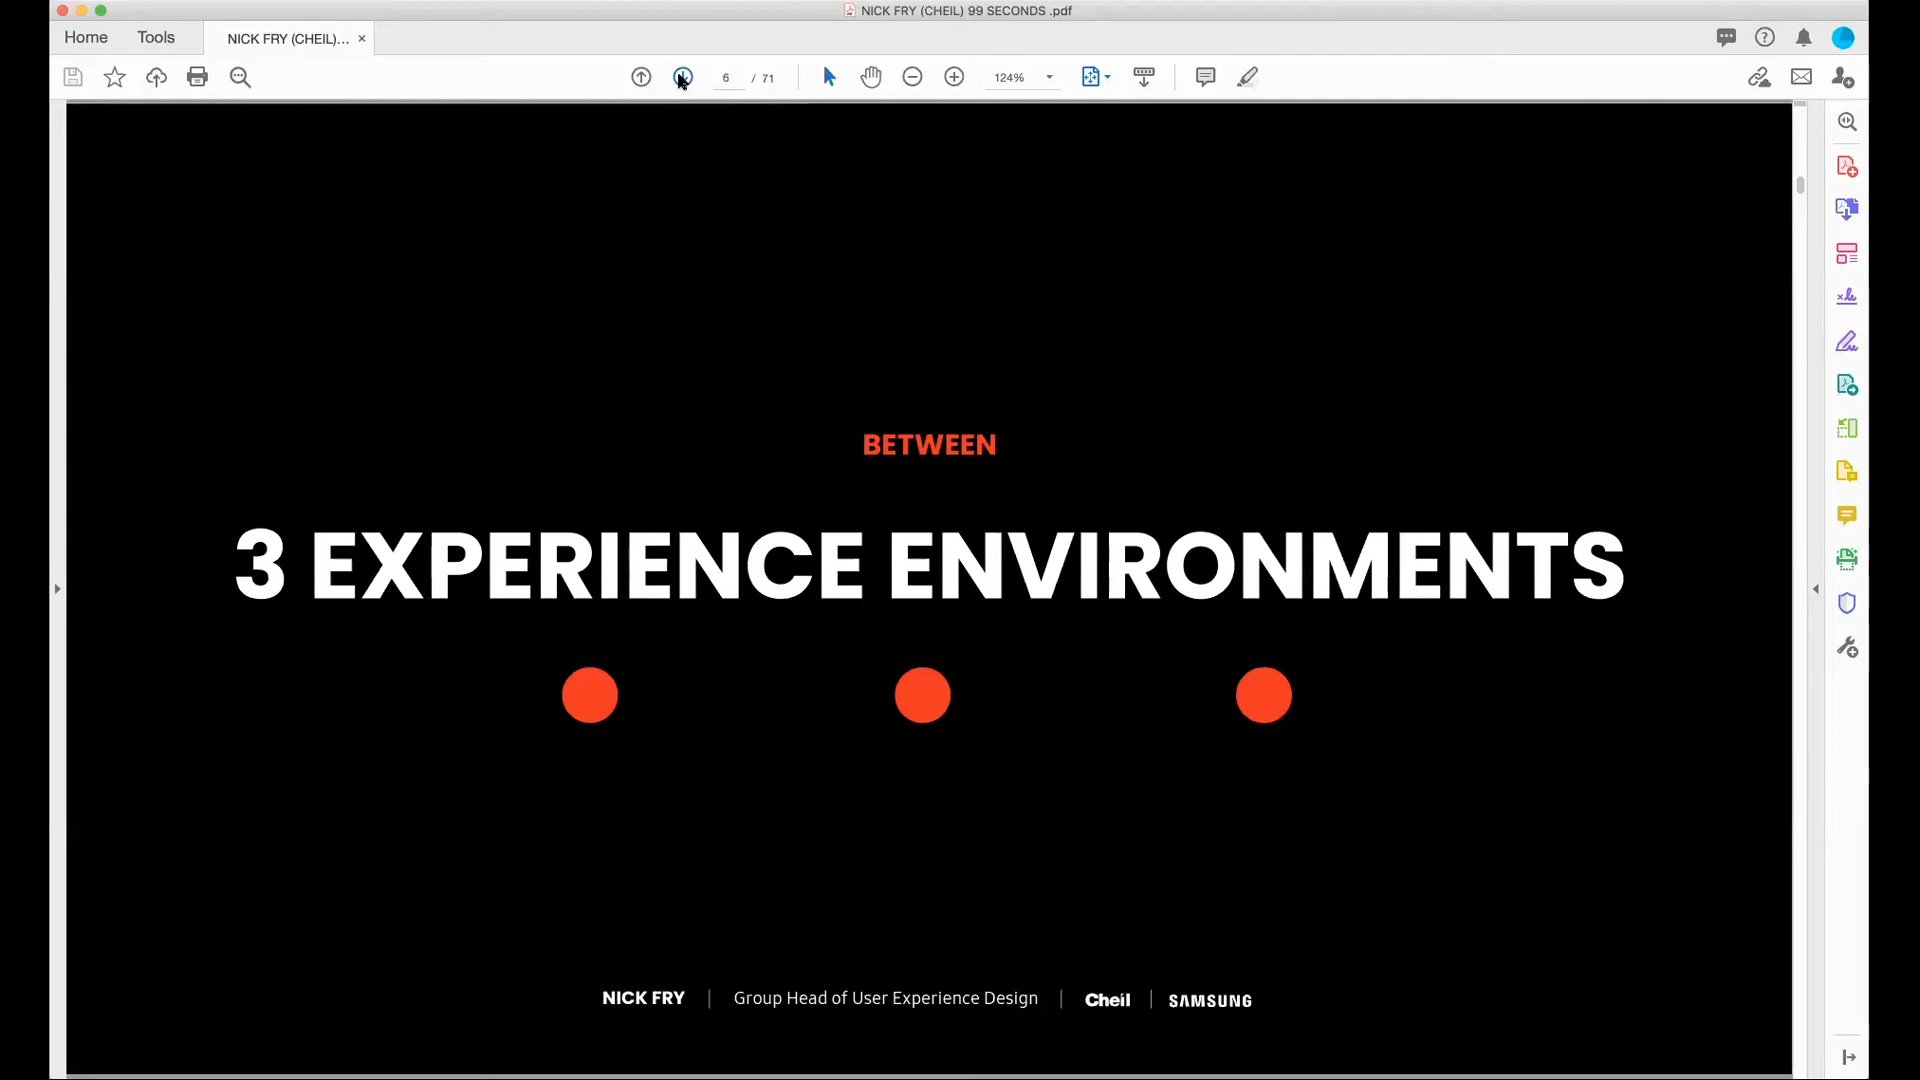 NICK FRY (CHEIL) 99 SECONDS .pdf
Home
Tools
NICK FRY (CHEIL)...
6 / 71
124%
BETWEEN
3 EXPERIENCE ENVIRONMENTS
NICK FRY | Group Head of User Experience Design | Cheil | SAMSUNG